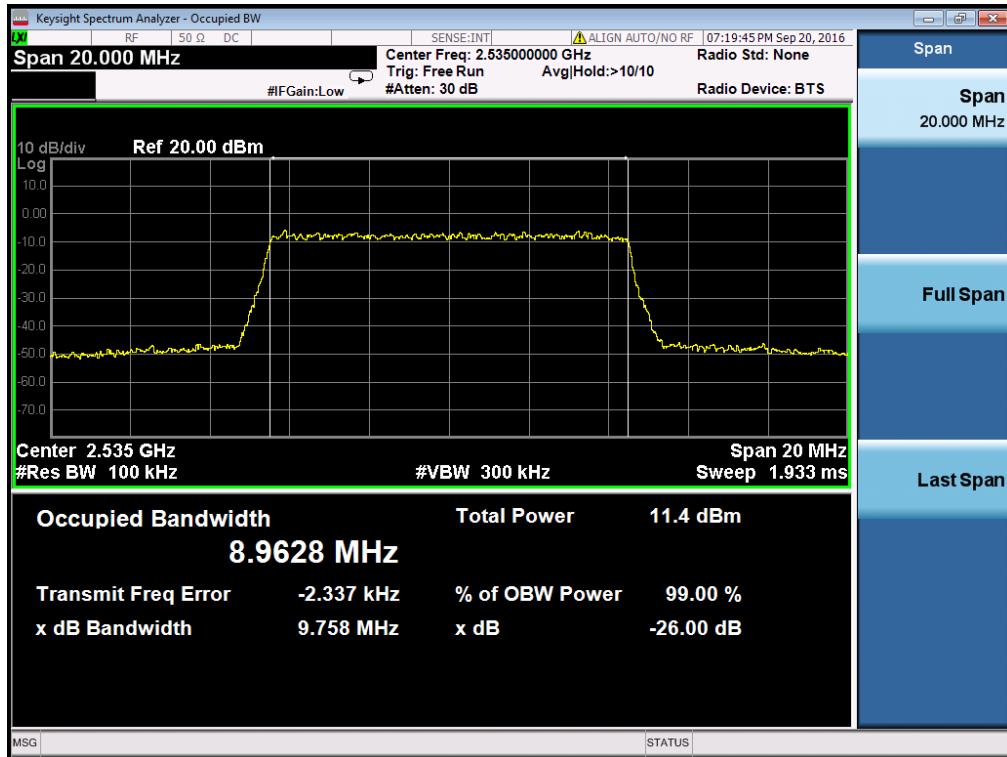 Keysight Spectrum Analyzer - Occupied BW
LXI RF 50 Ω DC SENSE:INT ALIGN AUTO/NO RF 07:19:45 PM Sep 20, 2016
Span 20.000 MHz
Center Freq: 2.535000000 GHz
Radio Std: None
Trig: Free Run Avg|Hold:>10/10
#IFGain:Low
#Atten: 30 dB
Radio Device: BTS
10 dB/div Ref 20.00 dBm
Log
10.0
0.00
-10.0
-20.0
-30.0
-40.0
-50.0
-60.0
-70.0
Center 2.535 GHz
Span 20 MHz
#Res BW 100 kHz
#VBW 300 kHz
Sweep 1.933 ms
Occupied Bandwidth
8.9628 MHz
Total Power 11.4 dBm
Transmit Freq Error -2.337 kHz
% of OBW Power 99.00 %
x dB Bandwidth 9.758 MHz
x dB -26.00 dB
MSG
STATUS
Span
Span
20.000 MHz
Full Span
Last Span